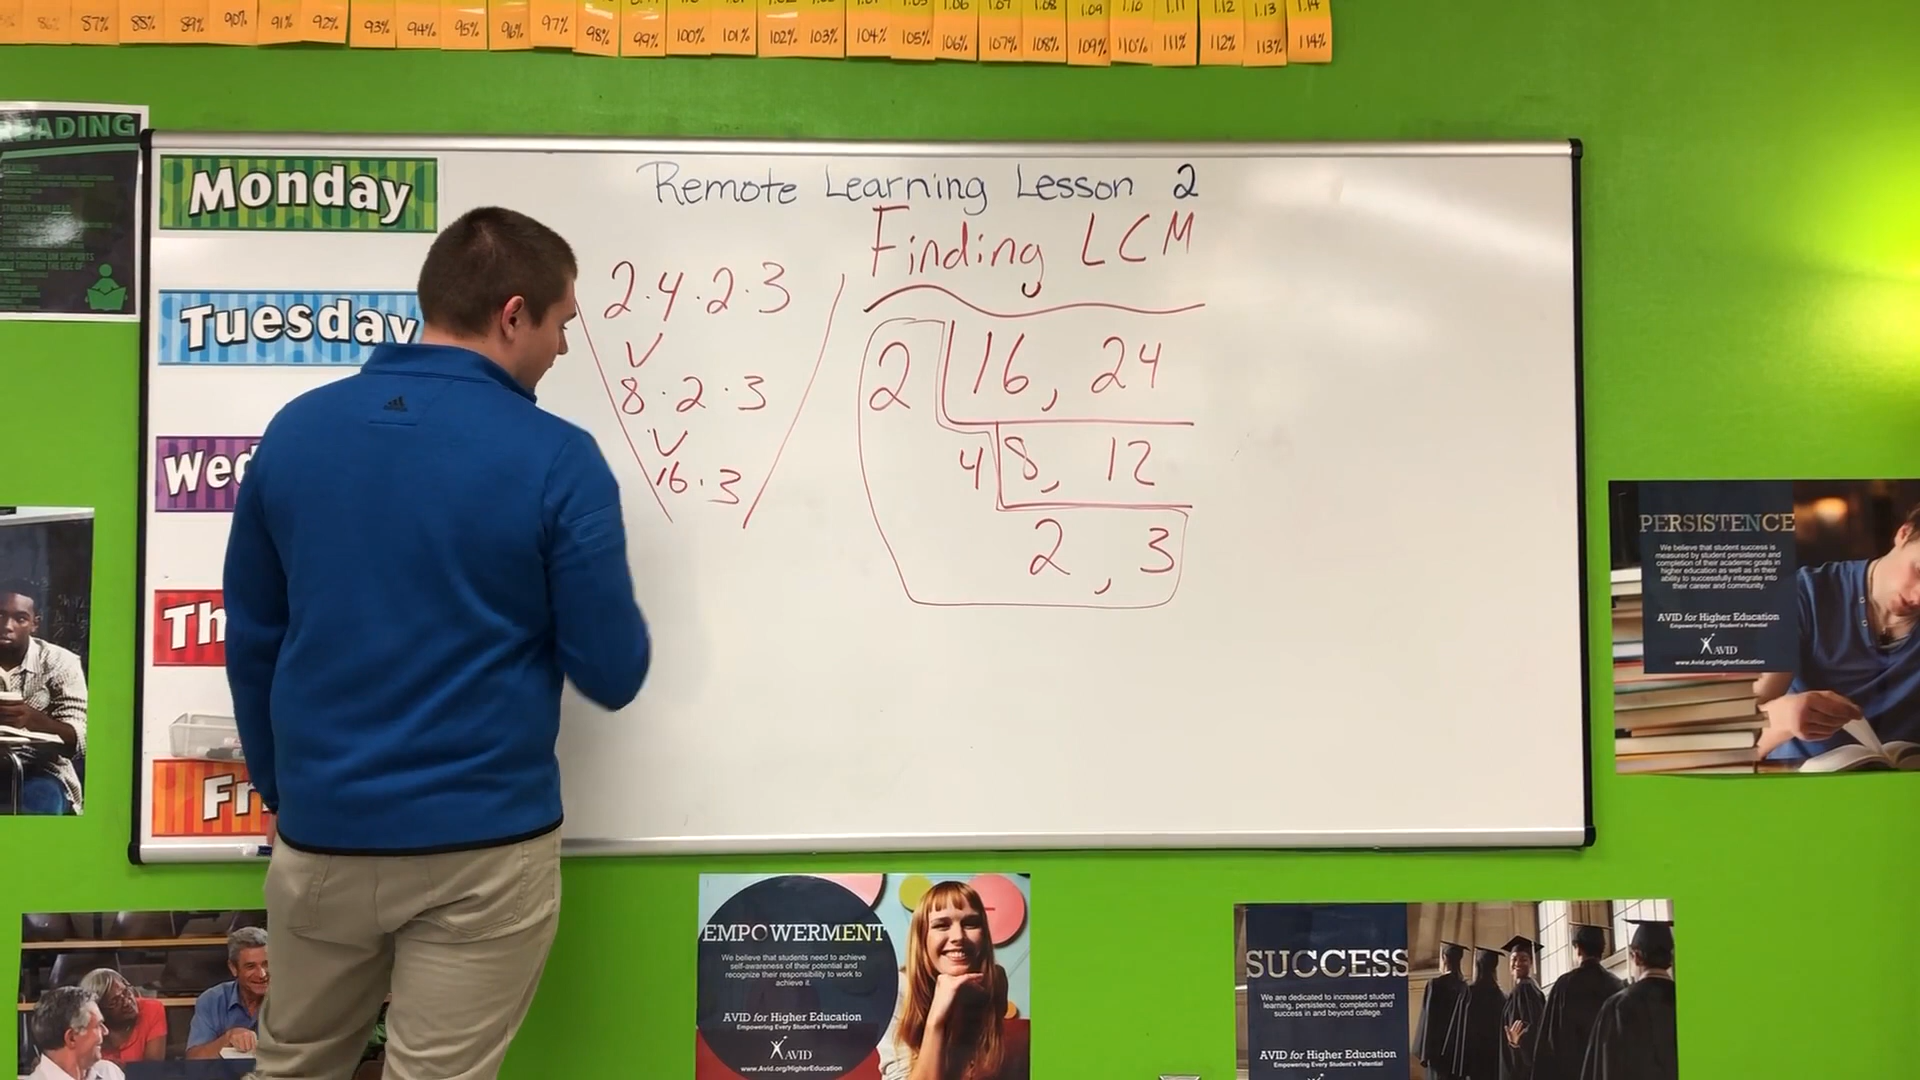 87% 88% 89% 90% 91% 92% 93% 94% 95% 96% 97% 98% 99% 100% 101% 102% 103% 104% 105% 106% 107% 108% 109% 110% 111% 112% 113% 114%
1.06 1.07 1.08 1.09 1.10 1.11 1.12 1.13 1.14
READING
Monday
Tuesday
Wed
Th
Fr
Remote Learning Lesson 2
Finding LCM
2·4·2·3
8·2·3
16·3
2 16, 24
4 8, 12
2, 3
PERSISTENCE
We believe that student success is
measured by student persistence and
completion of their academic goals in
higher education as well as in their
ability to successfully integrate into
their career and community.
AVID for Higher Education
Empowering Every Student's Potential
AVID
www.Avid.org/HigherEducation
EMPOWERMENT
We believe that students need to achieve
self-awareness of their potential and
recognize their responsibility to work to
achieve it.
AVID for Higher Education
Empowering Every Student's Potential
AVID
www.Avid.org/HigherEducation
SUCCESS
We are dedicated to increased student
learning, persistence, completion and
success in and beyond college.
AVID for Higher Education
Empowering Every Student's Potential